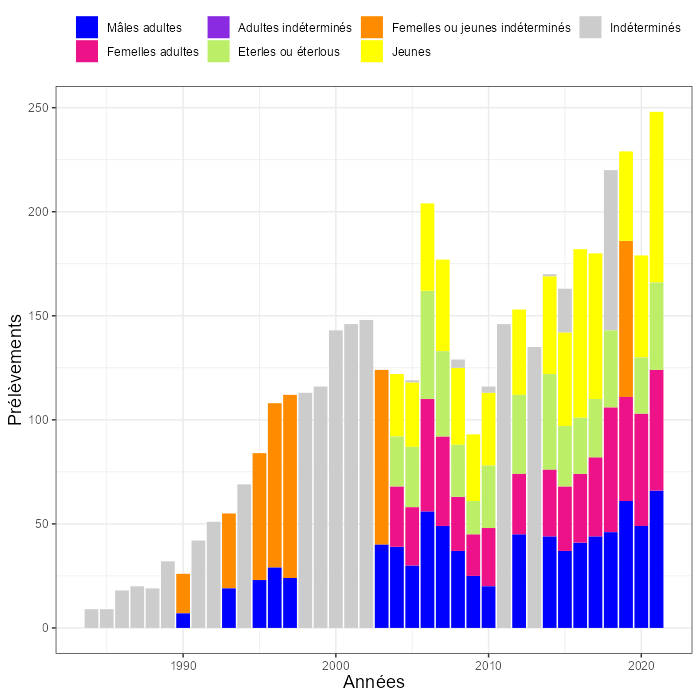 Mâles adultes Adultes indéterminés Femelles ou jeunes indéterminés Indéterminés
Femelles adultes Eterles ou éterlous Jeunes
250
200
150
100
50
0
Prélèvements
1990 2000 2010 2020
Années